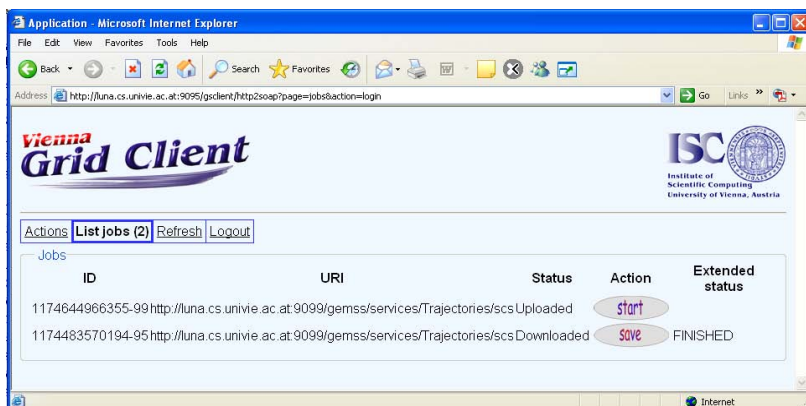 Application - Microsoft Internet Explorer
File Edit View Favorites Tools Help
Back Search Favorites
Address http://luna.cs.univie.ac.at:9095/gsclient/http2soap?page=jobs&action=login Go Links »
Vienna
Grid Client
ISC
Institute of
Scientific Computing
University of Vienna, Austria
Actions List jobs (2) Refresh Logout
Jobs
ID URI Status Action Extended status
1174644966355-99 http://luna.cs.univie.ac.at:9099/gemss/services/Trajectories/scs Uploaded start
1174483570194-95 http://luna.cs.univie.ac.at:9099/gemss/services/Trajectories/scs Downloaded save FINISHED
Internet